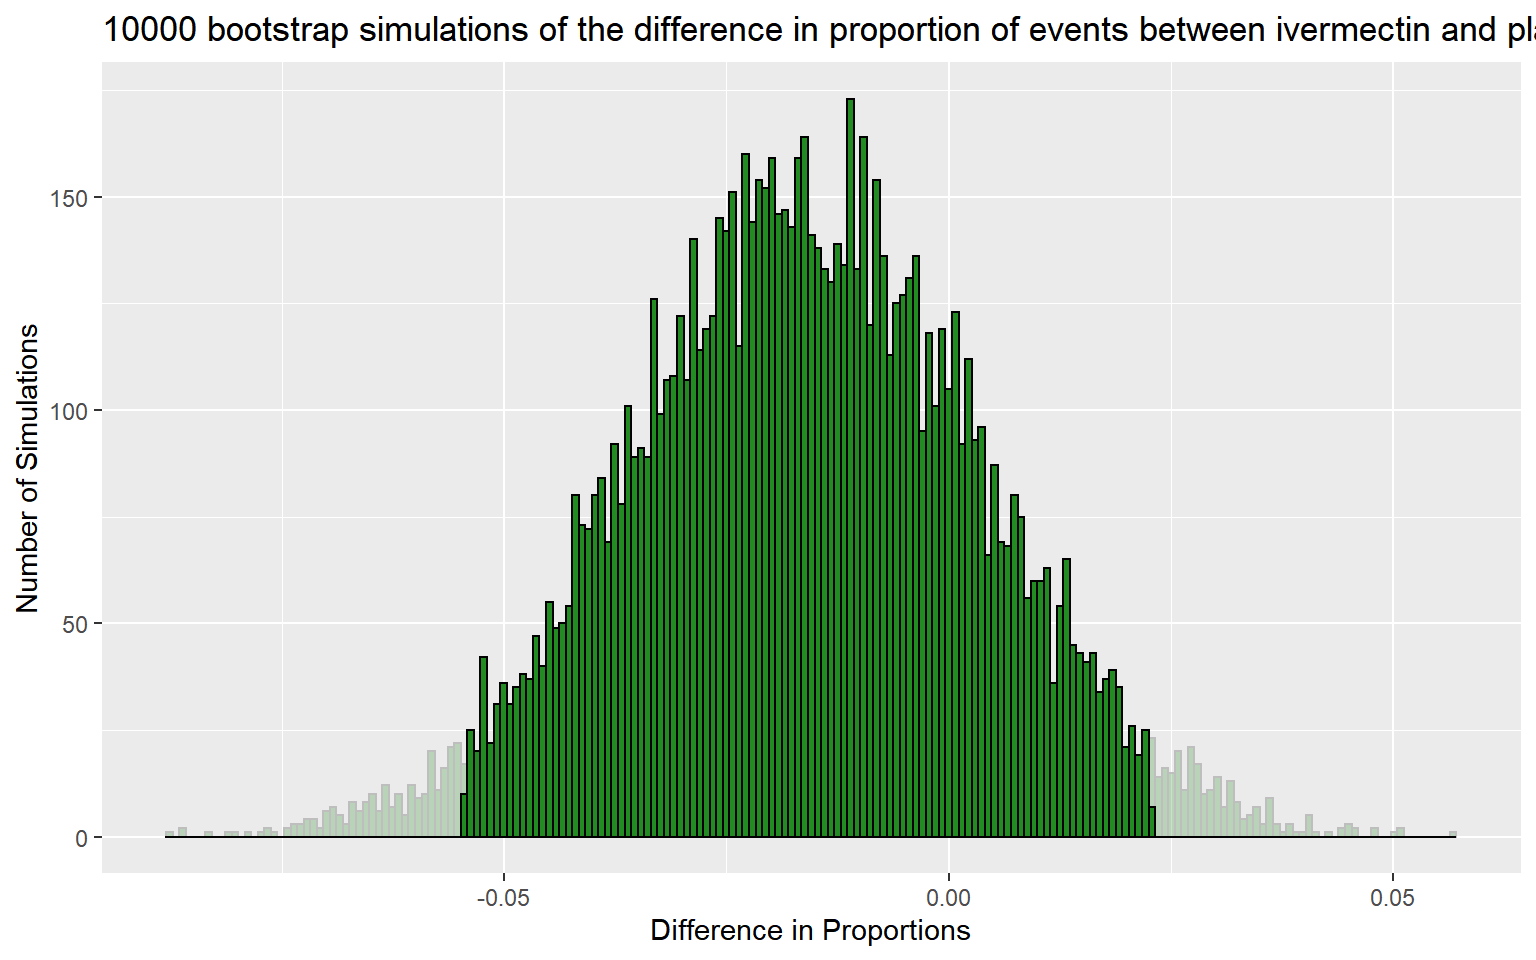 10000 bootstrap simulations of the difference in proportion of events between ivermectin and
Number of Simulations
150
100
50
0
-0.05 0.00 0.05
Difference in Proportions